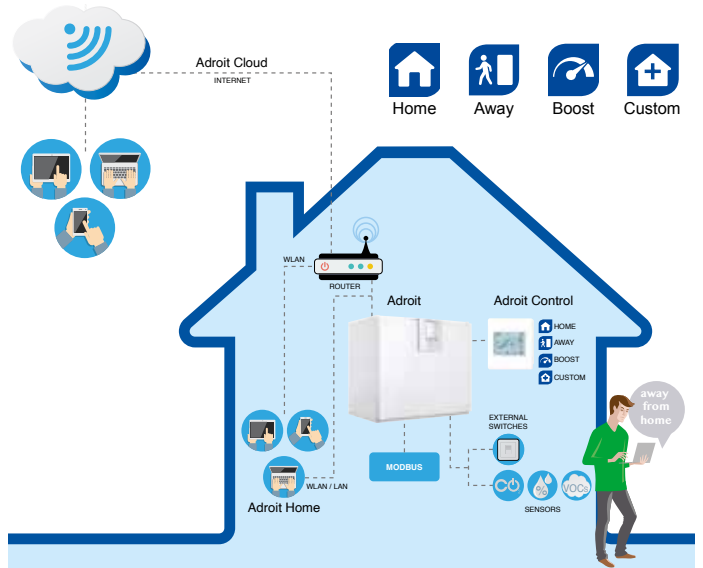 Adroit Cloud
INTERNET
Home
Away
Boost
Custom
WLAN
ROUTER
Adroit
Adroit Control
HOME
AWAY
BOOST
CUSTOM
away
from
home
EXTERNAL
SWITCHES
MODBUS
%
VOCs
SENSORS
WLAN / LAN
Adroit Home